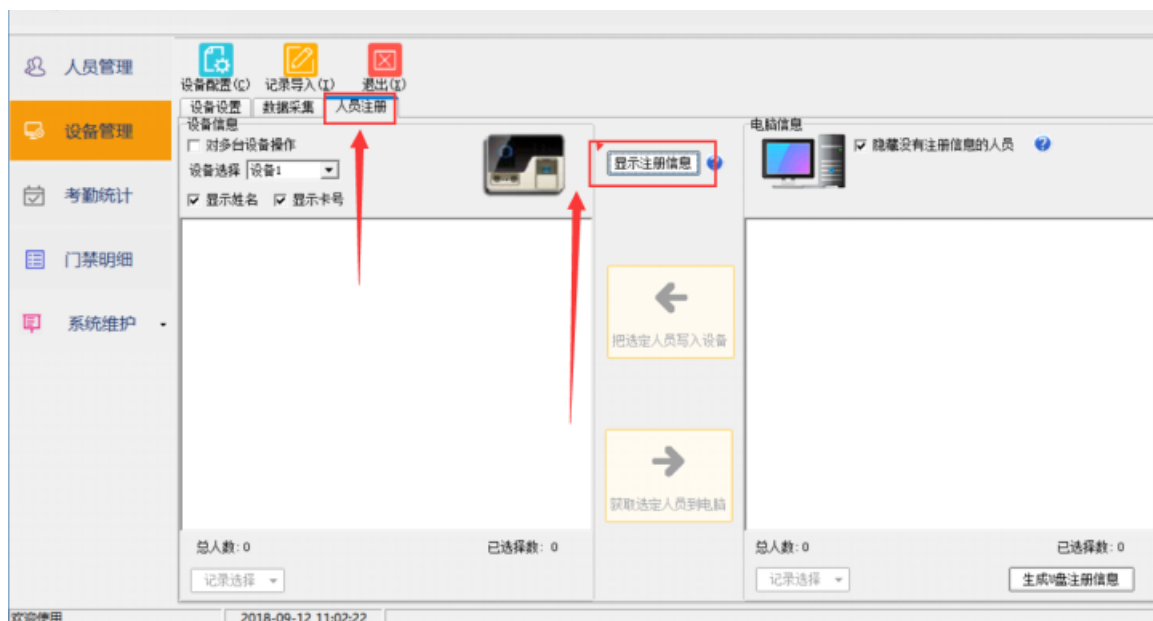 人员管理
设备管理
考勤统计
门禁明细
系统维护
设备配置(C) 记录导入(I) 退出(X)
设备设置 数据采集 人员注册
设备信息
对多台设备操作
设备选择 设备1
显示姓名 显示卡号
显示注册信息
把选定人员写入设备
获取选定人员到电脑
电脑信息
隐藏没有注册信息的人员
总人数: 0 已选择数: 0
记录选择
总人数: 0 已选择数: 0
记录选择 生成U盘注册信息
欢迎使用 2018-09-12 11:02:22